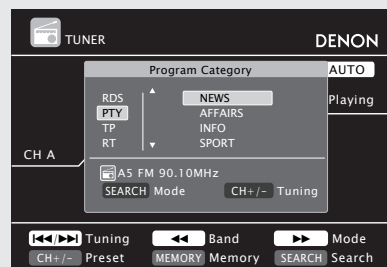 TUNER
DENON
Program Category
AUTO
RDS
PTY
TP
RT
NEWS
AFFAIRS
INFO
SPORT
Playing
CH A
A5 FM 90.10MHz
SEARCH Mode CH+/- Tuning
Tuning Band Mode
CH+/- Preset MEMORY Memory SEARCH Search